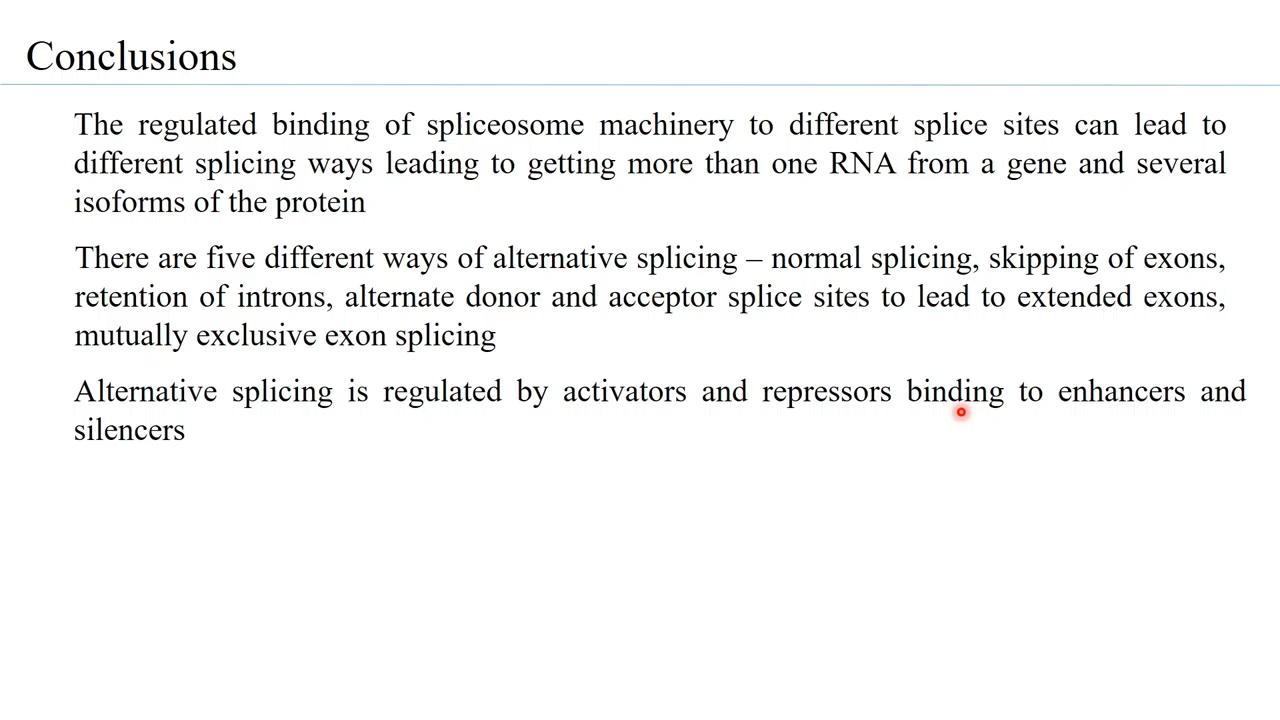 Conclusions
The regulated binding of spliceosome machinery to different splice sites can lead to
different splicing ways leading to getting more than one RNA from a gene and several
isoforms of the protein
There are five different ways of alternative splicing – normal splicing, skipping of exons,
retention of introns, alternate donor and acceptor splice sites to lead to extended exons,
mutually exclusive exon splicing
Alternative splicing is regulated by activators and repressors binding to enhancers and
silencers